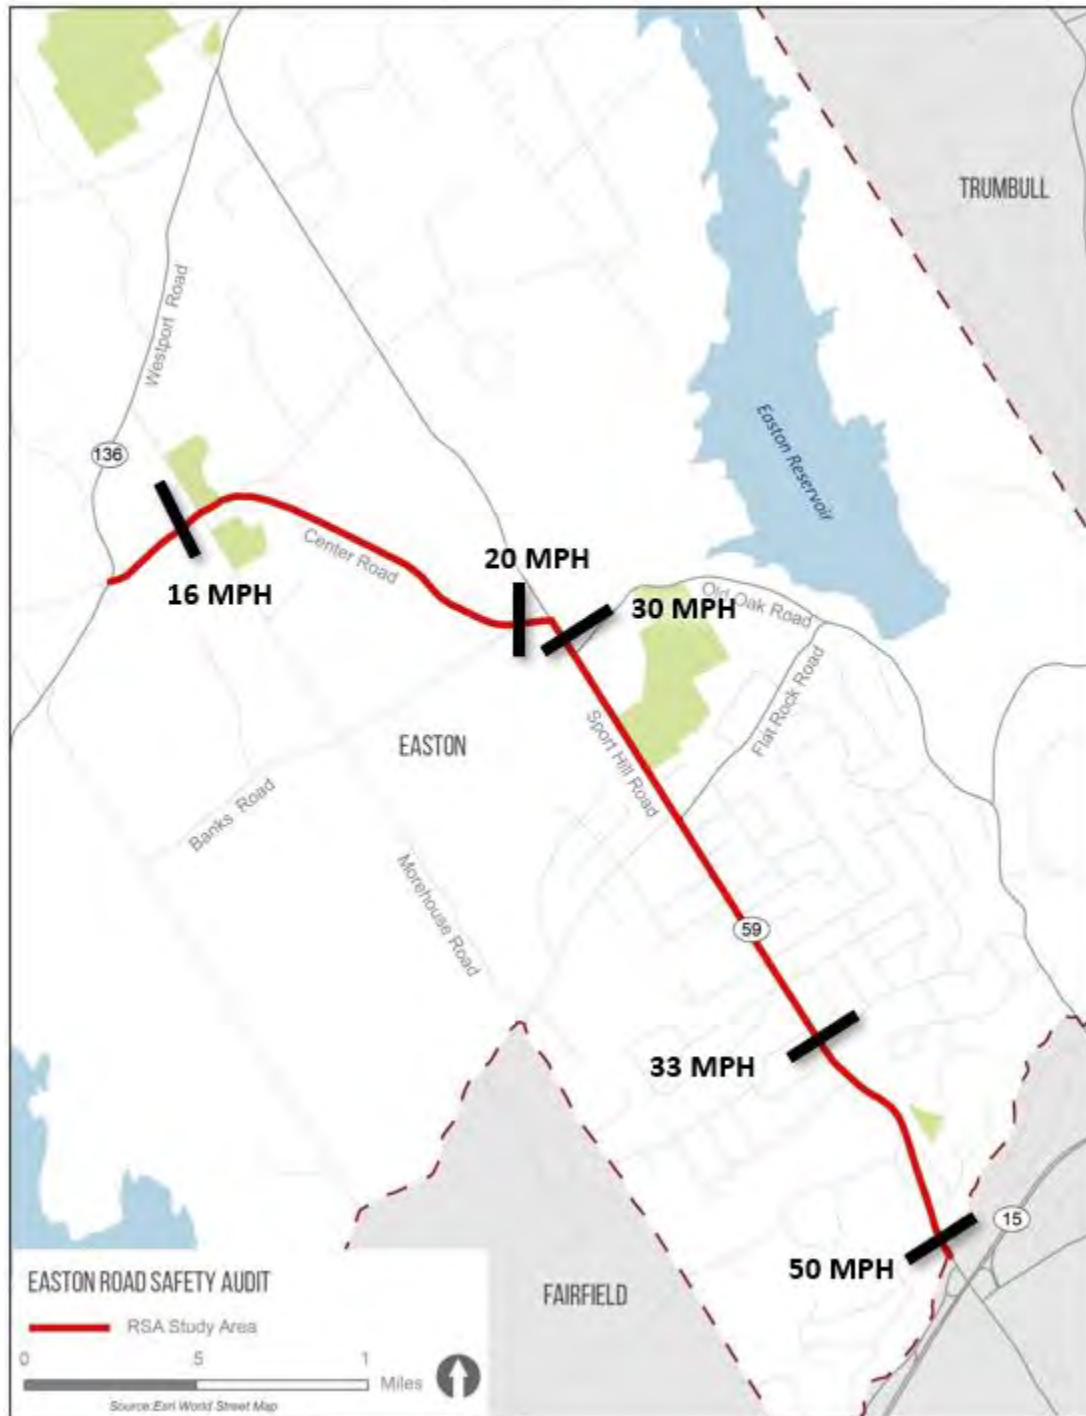 TRUMBULL
Westport Road
136
Easton Reservoir
Center Road
20 MPH
16 MPH
30 MPH
Old Oak Road
Flat Rock Road
Sport Hill Road
EASTON
Banks Road
Morehouse Road
59
33 MPH
15
50 MPH
FAIRFIELD
EASTON ROAD SAFETY AUDIT
RSA Study Area
0 5 1
Miles
Source:Esri World Street Map